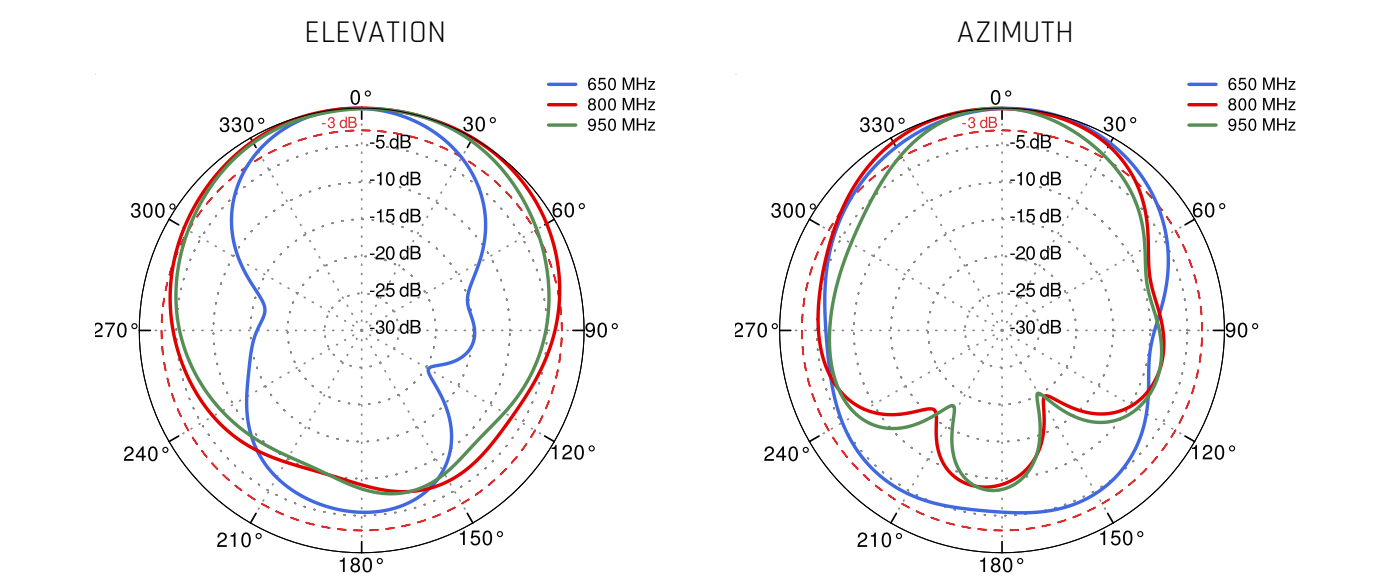 ELEVATION
650 MHz
800 MHz
950 MHz
0°
30°
60°
90°
120°
150°
180°
210°
240°
270°
300°
330°
-3 dB
-5 dB
-10 dB
-15 dB
-20 dB
-25 dB
-30 dB
AZIMUTH
650 MHz
800 MHz
950 MHz
0°
30°
60°
90°
120°
150°
180°
210°
240°
270°
300°
330°
-3 dB
-5 dB
-10 dB
-15 dB
-20 dB
-25 dB
-30 dB